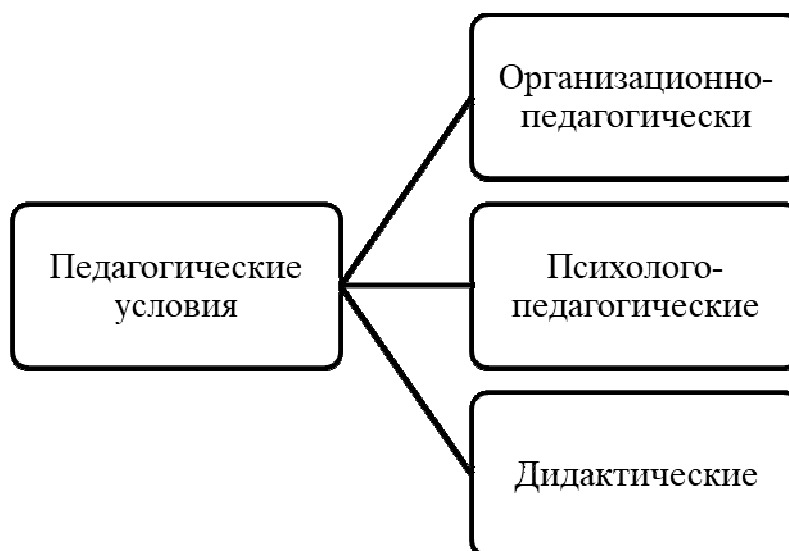 Организационно-
педагогически
Педагогические
условия
Психолого-
педагогические
Дидактические